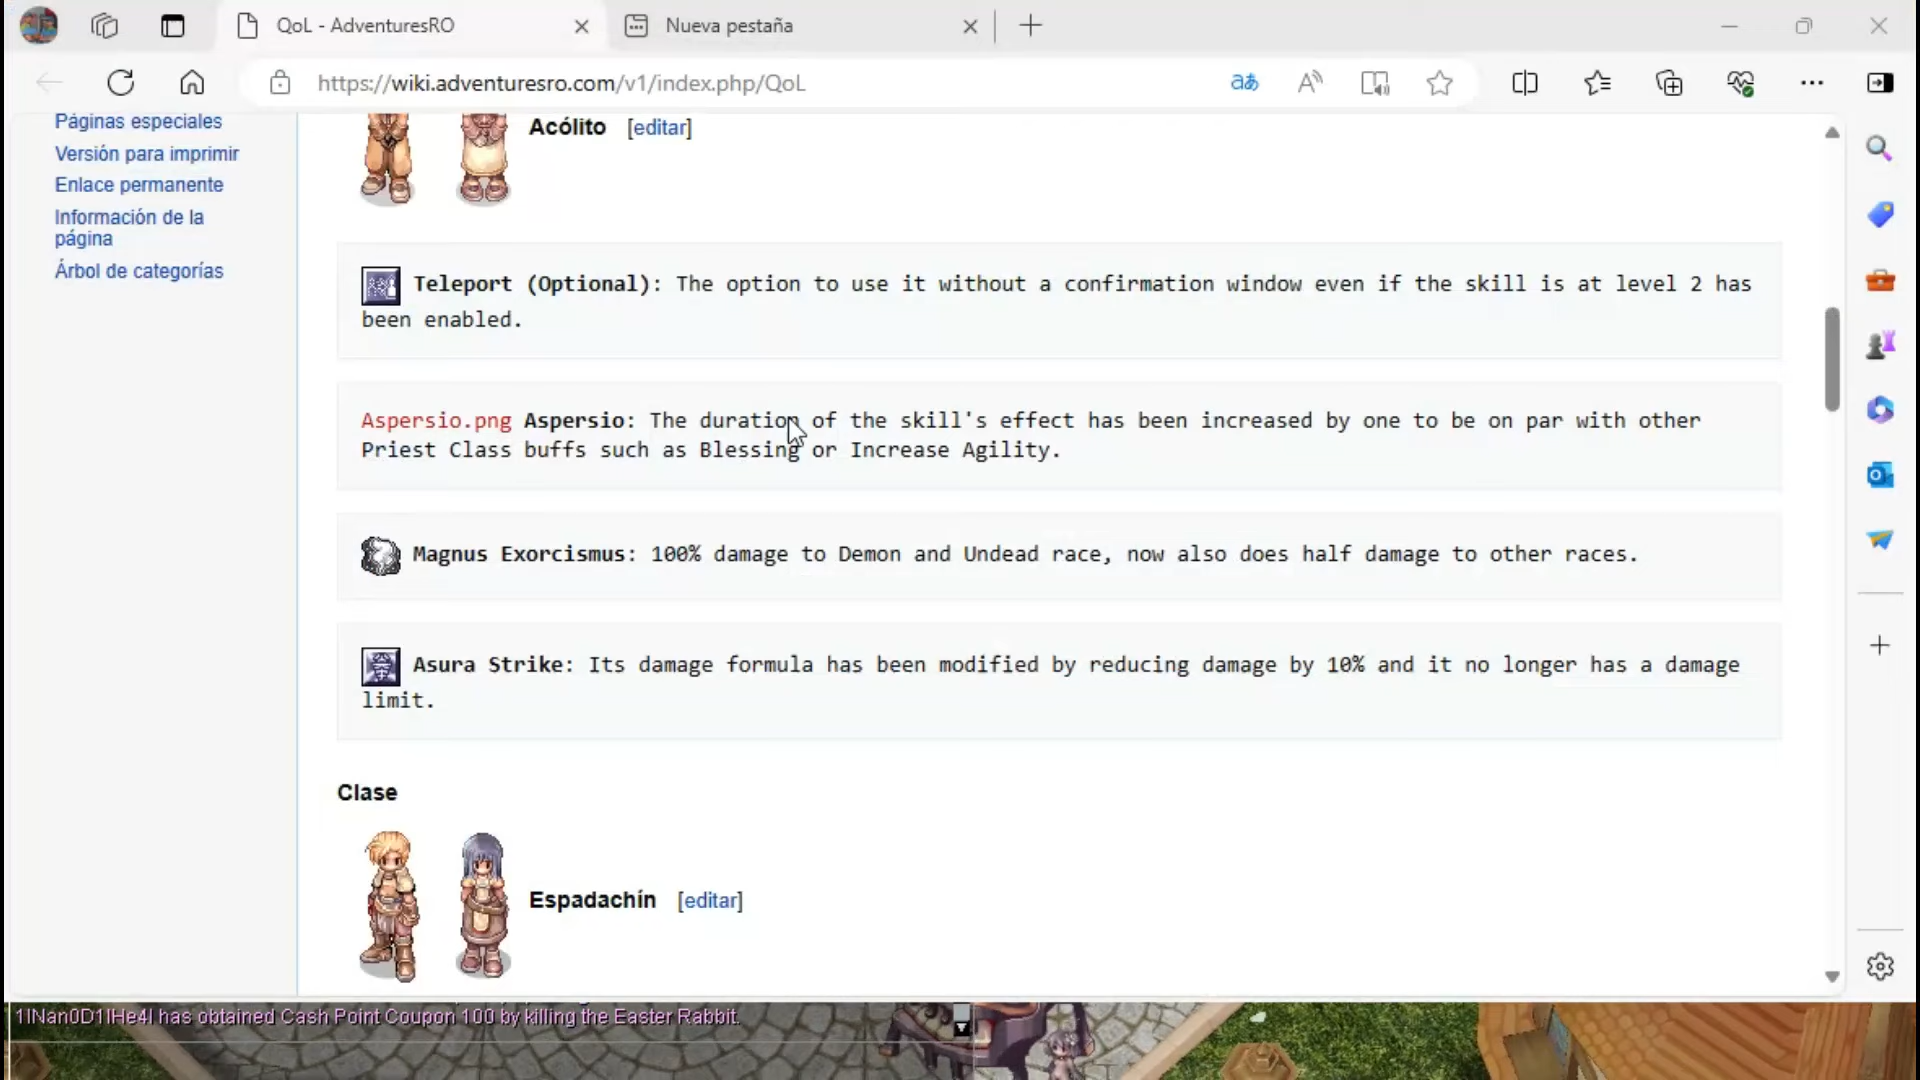 QoL - AdventuresRO
Nueva pestaña
https://wiki.adventuresro.com/v1/index.php/QoL
Páginas especiales
Versión para imprimir
Enlace permanente
Información de la
página
Árbol de categorías
Acólito [editar]
Teleport (Optional): The option to use it without a confirmation window even if the skill is at level 2 has
been enabled.
Aspersio.png Aspersio: The duration of the skill's effect has been increased by one to be on par with other
Priest Class buffs such as Blessing or Increase Agility.
Magnus Exorcismus: 100% damage to Demon and Undead race, now also does half damage to other races.
Asura Strike: Its damage formula has been modified by reducing damage by 10% and it no longer has a damage
limit.
Clase
Espadachín [editar]
has obtained Cash Point Coupon 100 by killing the Easter Rabbit.